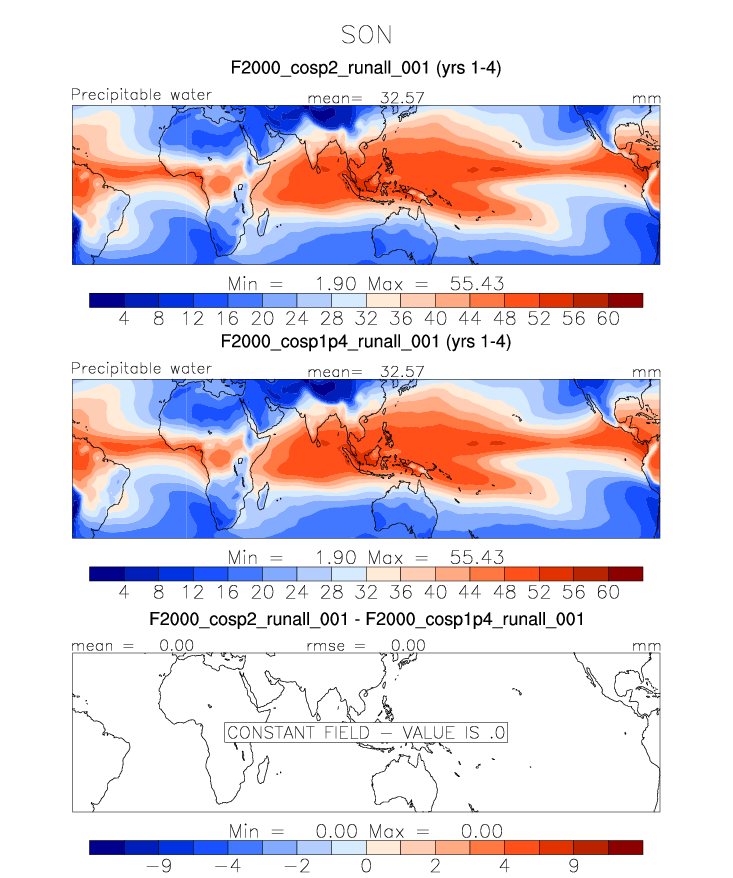 SON
F2000_cosp2_runall_001 (yrs 1-4)
Precipitable water mean= 32.57 mm
Min = 1.90 Max = 55.43
4 8 12 16 20 24 28 32 36 40 44 48 52 56 60
F2000_cosp1p4_runall_001 (yrs 1-4)
Precipitable water mean= 32.57 mm
Min = 1.90 Max = 55.43
4 8 12 16 20 24 28 32 36 40 44 48 52 56 60
F2000_cosp2_runall_001 - F2000_cosp1p4_runall_001
mean = 0.00 rmse = 0.00 mm
CONSTANT FIELD - VALUE IS .0
Min = 0.00 Max = 0.00
-9 -4 -2 0 2 4 9